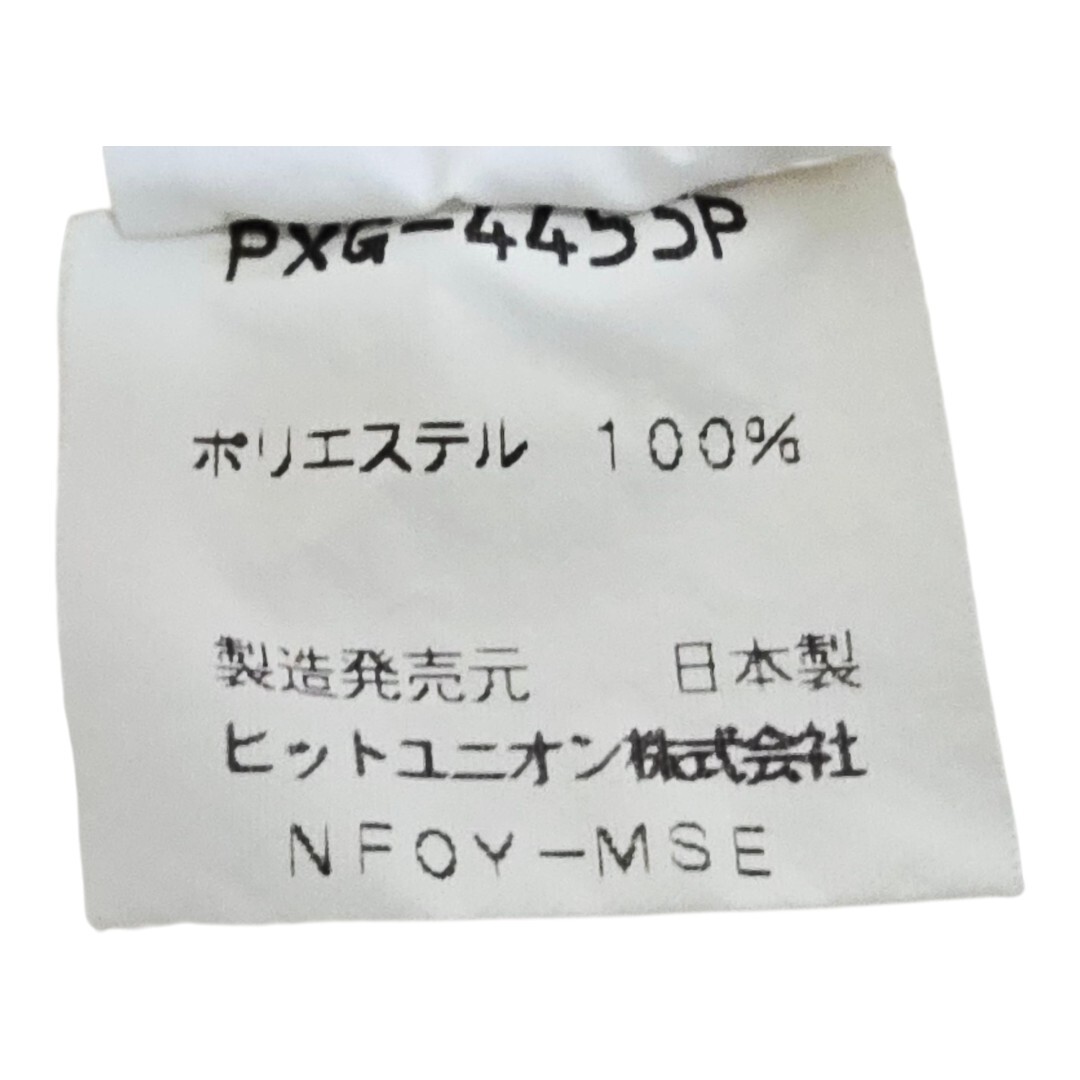 PXG-4455P
ポリエステル 100%
製造発売元 日本製
ヒットユニオン株式会社
NFOY-MSE